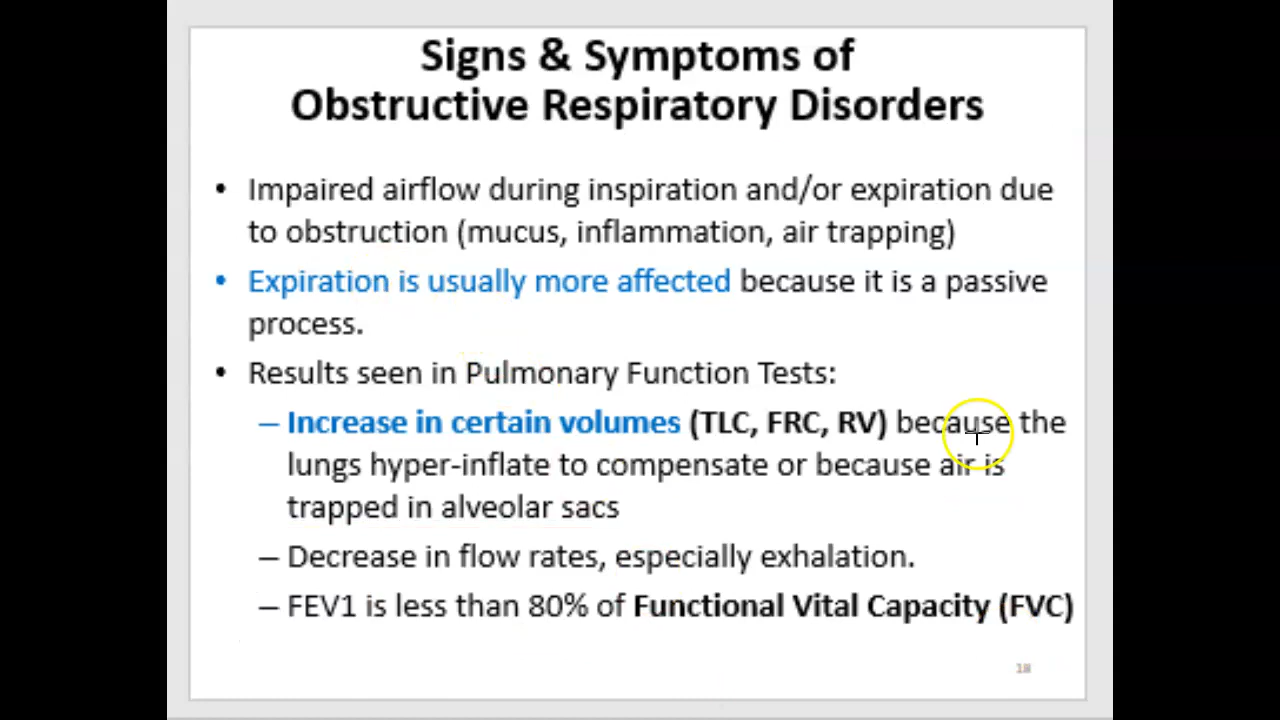 Signs & Symptoms of
Obstructive Respiratory Disorders
• Impaired airflow during inspiration and/or expiration due
to obstruction (mucus, inflammation, air trapping)
• Expiration is usually more affected because it is a passive
process.
• Results seen in Pulmonary Function Tests:
– Increase in certain volumes (TLC, FRC, RV) because the
lungs hyper-inflate to compensate or because air is
trapped in alveolar sacs
– Decrease in flow rates, especially exhalation.
– FEV1 is less than 80% of Functional Vital Capacity (FVC)
18